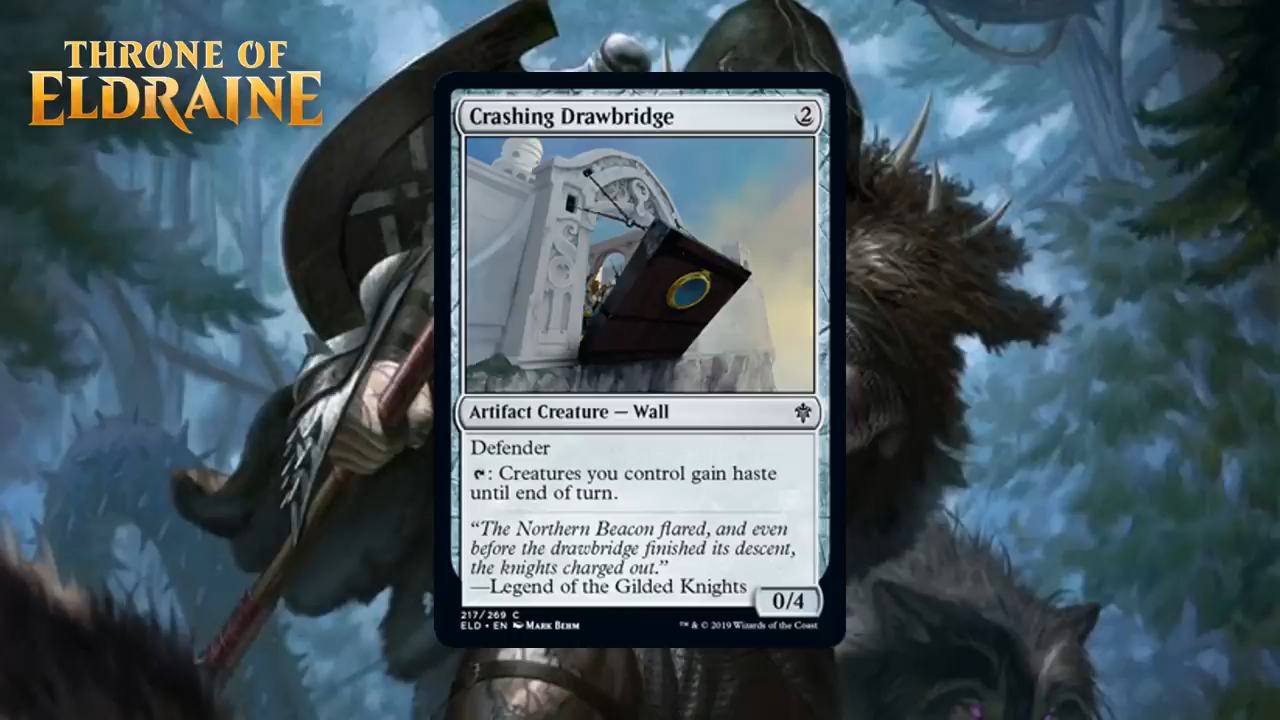 THRONE OF
ELDRAINE
Crashing Drawbridge 2
Artifact Creature — Wall
Defender
: Creatures you control gain haste
until end of turn.
“The Northern Beacon flared, and even
before the drawbridge finished its descent,
the knights charged out.”
—Legend of the Gilded Knights
0/4
217/269 C
ELD • EN Mark Behm
™ & © 2019 Wizards of the Coast